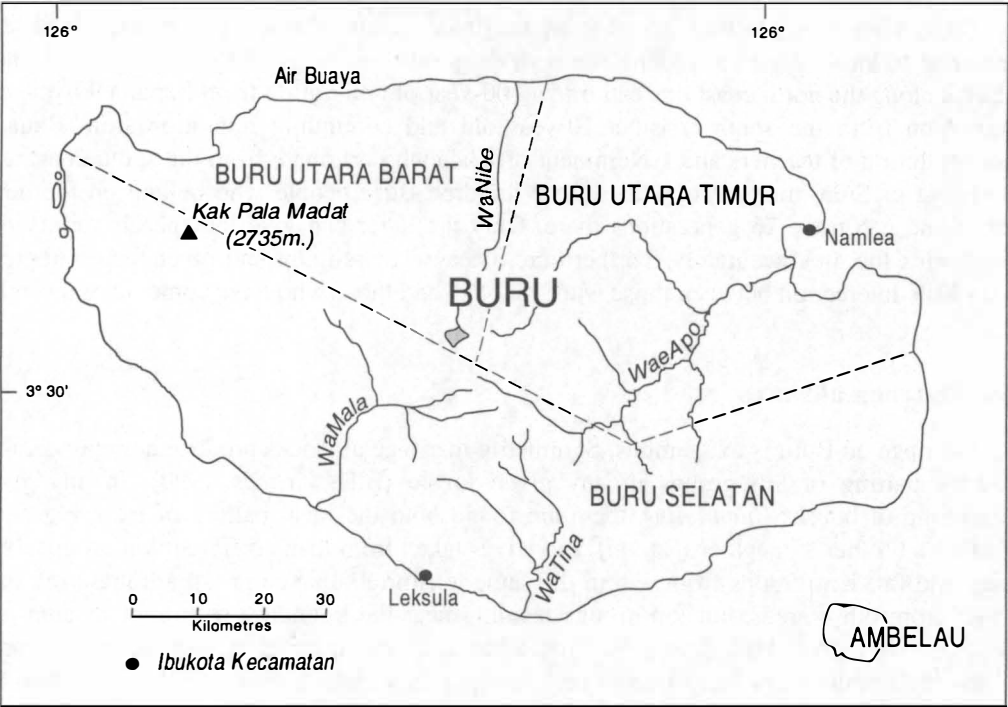 126°
126°
Air Buaya
BURU UTARA BARAT
WaNibe
BURU UTARA TIMUR
Kak Pala Madat
(2735m.)
Namlea
BURU
WaeApo
3° 30'
WaMala
BURU SELATAN
WaTina
Leksula
0 10 20 30
Kilometres
AMBELAU
Ibukota Kecamatan